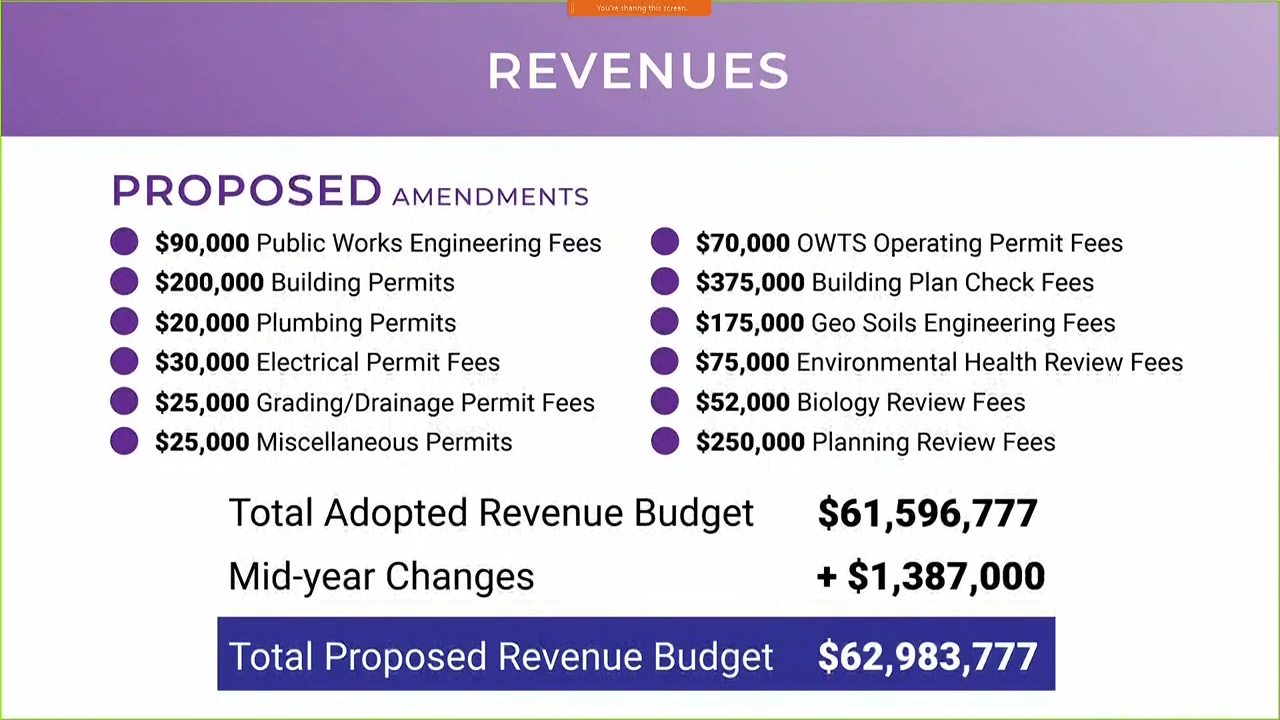 You're sharing this screen.
REVENUES
PROPOSED AMENDMENTS
$90,000 Public Works Engineering Fees
$200,000 Building Permits
$20,000 Plumbing Permits
$30,000 Electrical Permit Fees
$25,000 Grading/Drainage Permit Fees
$25,000 Miscellaneous Permits
$70,000 OWTS Operating Permit Fees
$375,000 Building Plan Check Fees
$175,000 Geo Soils Engineering Fees
$75,000 Environmental Health Review Fees
$52,000 Biology Review Fees
$250,000 Planning Review Fees
Total Adopted Revenue Budget $61,596,777
Mid-year Changes + $1,387,000
Total Proposed Revenue Budget $62,983,777